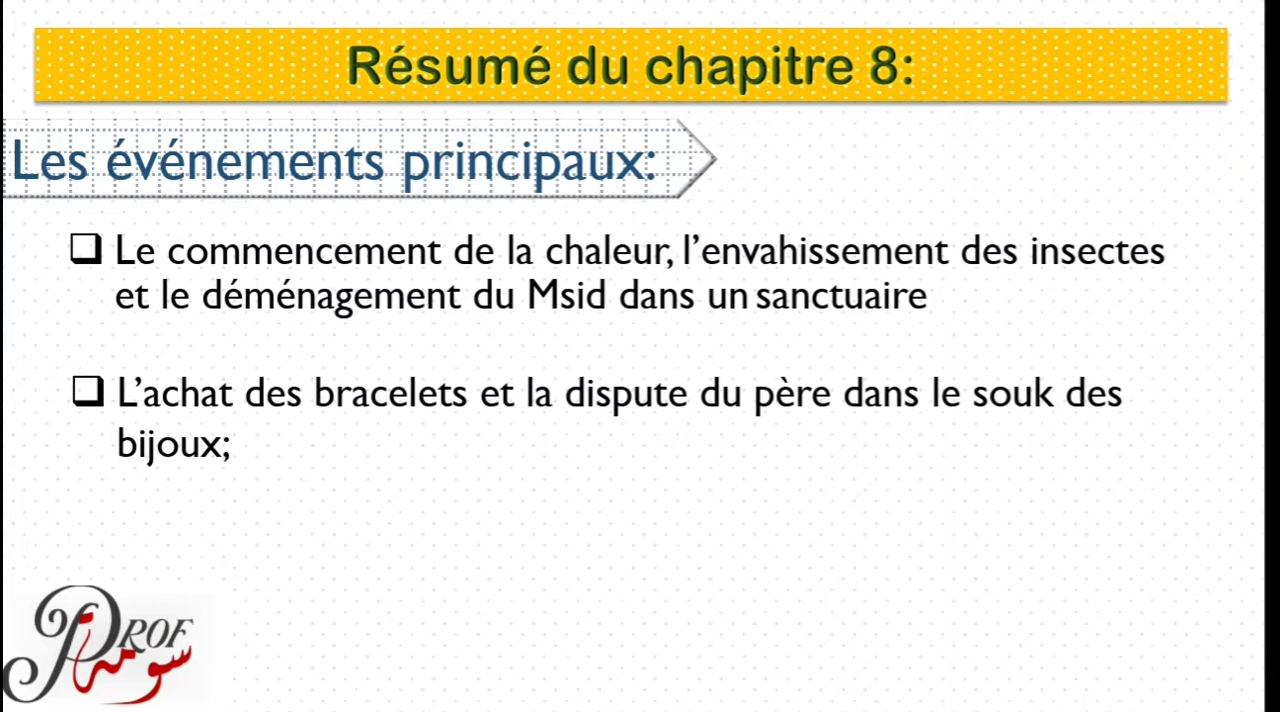 Résumé du chapitre 8:
Les événements principaux:
❑ Le commencement de la chaleur, l’envahissement des insectes
et le déménagement du Msid dans un sanctuaire
❑ L’achat des bracelets et la dispute du père dans le souk des
bijoux;
PROF
سومية